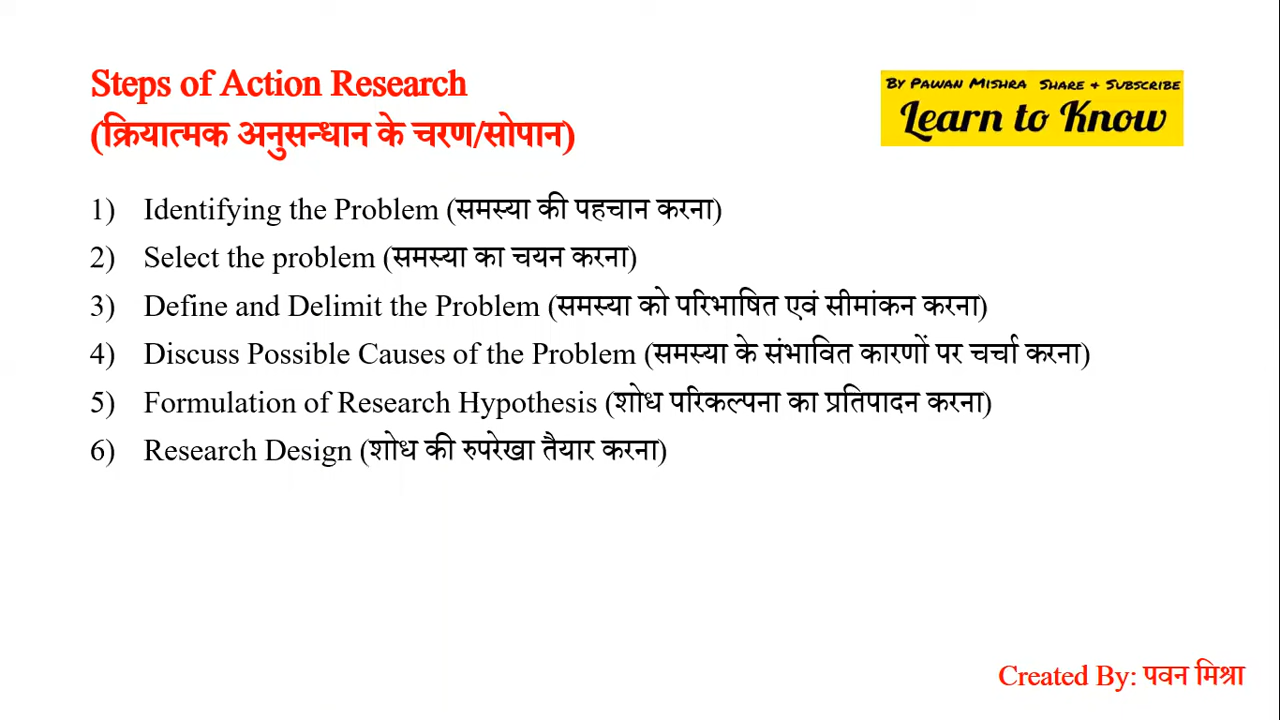 Steps of Action Research
(क्रियात्मक अनुसन्धान के चरण/सोपान)
By Pawan Mishra Share & Subscribe
Learn to Know
1) Identifying the Problem (समस्या की पहचान करना)
2) Select the problem (समस्या का चयन करना)
3) Define and Delimit the Problem (समस्या को परिभाषित एवं सीमांकन करना)
4) Discuss Possible Causes of the Problem (समस्या के संभावित कारणों पर चर्चा करना)
5) Formulation of Research Hypothesis (शोध परिकल्पना का प्रतिपादन करना)
6) Research Design (शोध की रुपरेखा तैयार करना)
Created By: पवन मिश्रा